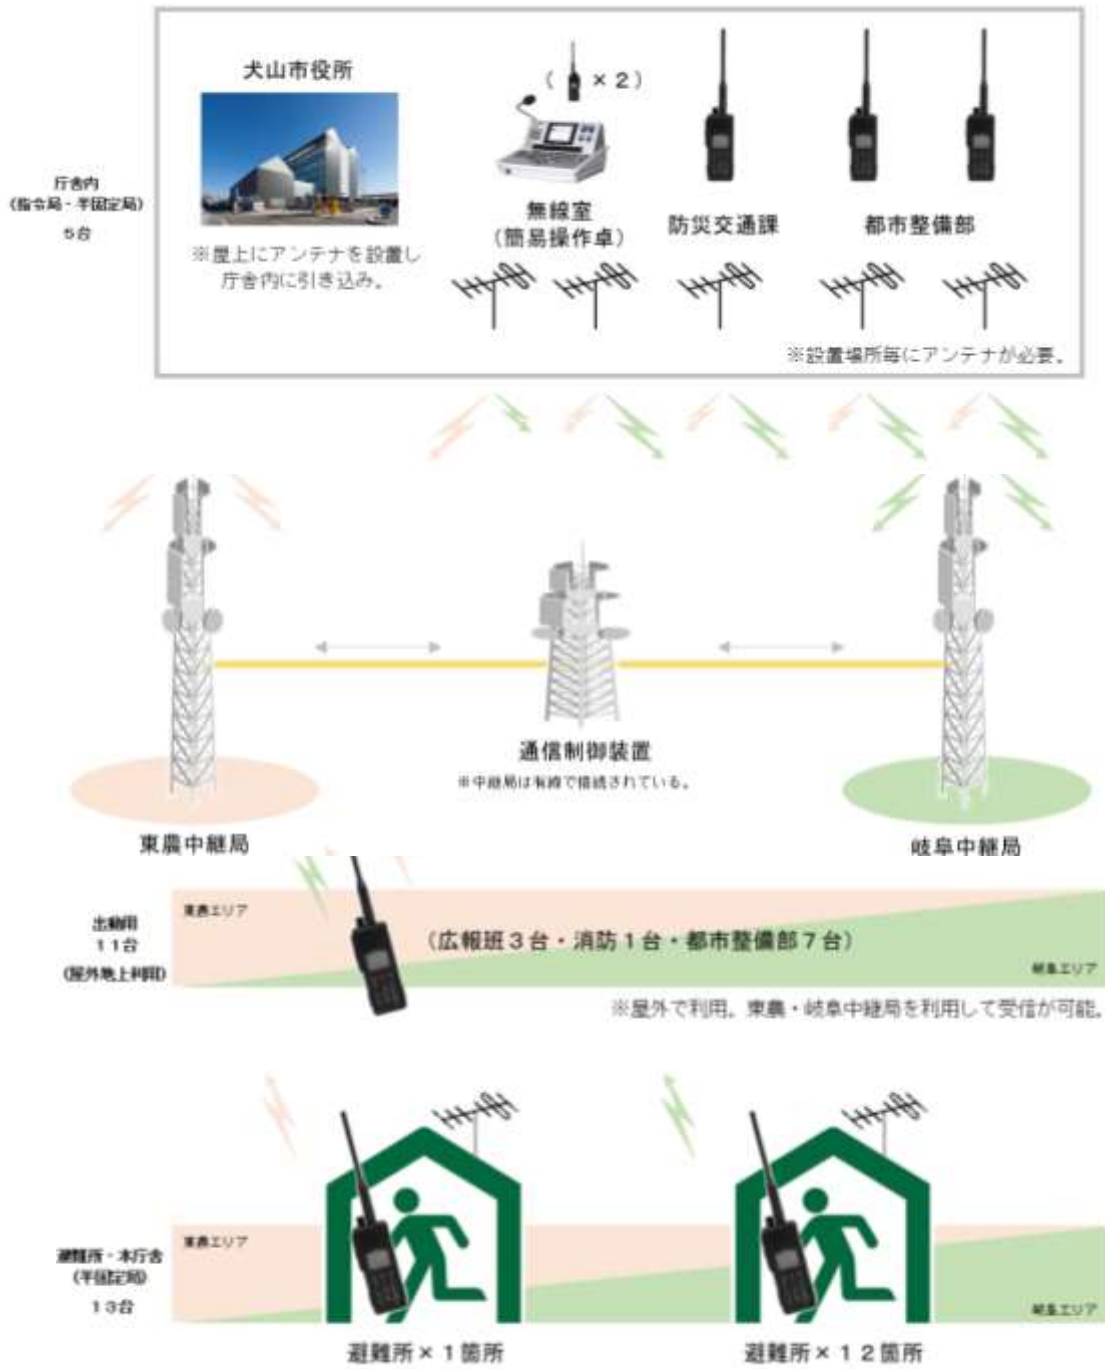 犬山市役所
※屋上にアンテナを設置し
庁舎内に引き込み。
(×2)
無線室
(簡易操作卓)
防災交通課
都市整備部
※設置場所毎にアンテナが必要。
庁舎内
(指令局・半固定局)
5台
通信制御装置
※中継局は有線で接続されている。
東農中継局
岐阜中継局
出動用
11台
(屋外地上利用)
東農エリア
(広報班3台・消防1台・都市整備部7台)
岐阜エリア
※屋外で利用。東農・岐阜中継局を利用して受信が可能。
避難所・本庁舎
(半固定局)
13台
東農エリア
岐阜エリア
避難所×1箇所
避難所×12箇所